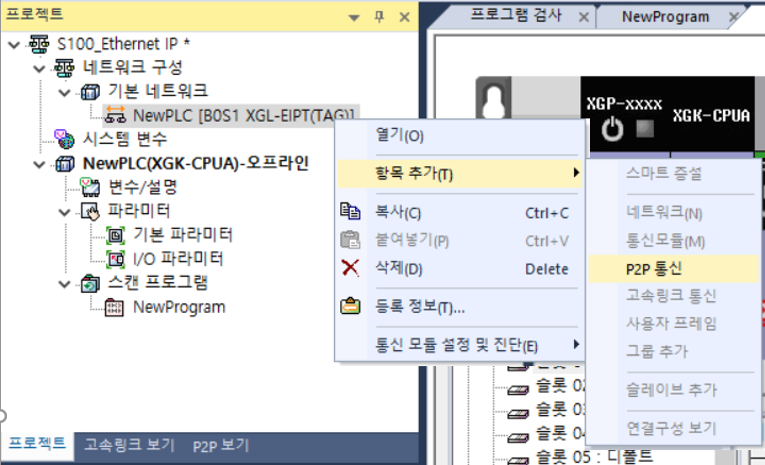 프로젝트
S100_Ethernet IP *
네트워크 구성
기본 네트워크
NewPLC [B0S1 XGL-EIPT(TAG)]
시스템 변수
NewPLC(XGK-CPUA)-오프라인
변수/설명
파라미터
기본 파라미터
I/O 파라미터
스캔 프로그램
NewProgram
프로젝트
고속링크 보기
P2P 보기
프로그램 검사
NewProgram
XGP-xxxx
XGK-CPUA
열기(O)
항목 추가(T)
복사(C) Ctrl+C
붙여넣기(P) Ctrl+V
삭제(D) Delete
등록 정보(T)...
통신 모듈 설정 및 진단(E)
스마트 증설
네트워크(N)
통신모듈(M)
P2P 통신
고속링크 통신
사용자 프레임
그룹 추가
슬레이브 추가
연결구성 보기
슬롯 02
슬롯 03
슬롯 04
슬롯 05 : 디폴트